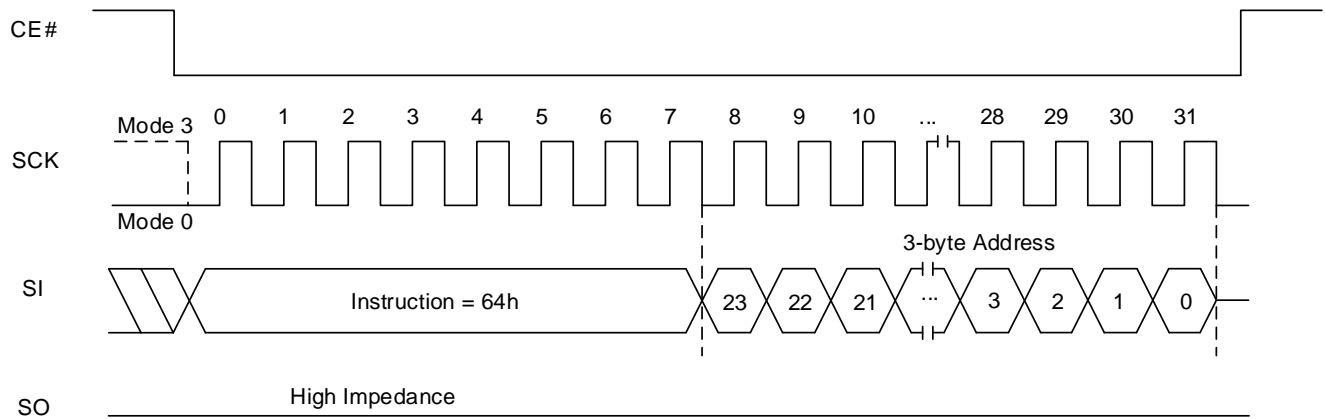 CE#
0 1 2 3 4 5 6 7 8 9 10 ... 28 29 30 31
Mode 3
SCK
Mode 0
3-byte Address
SI
Instruction = 64h
23 22 21 ... 3 2 1 0
High Impedance
SO